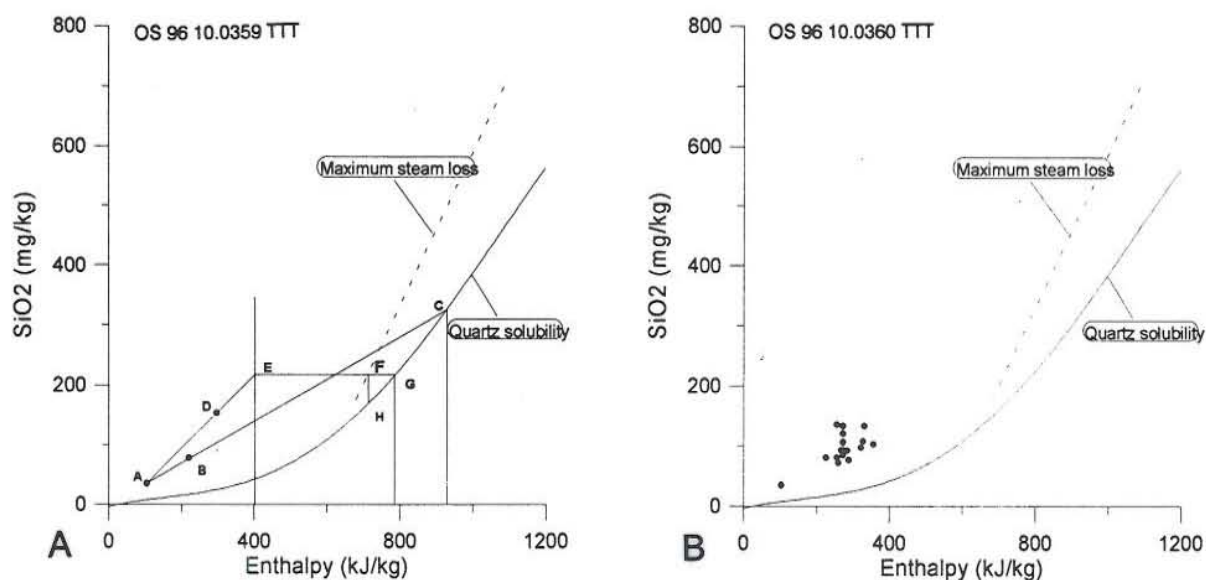 OS 96 10.0359 TTT
800
600
400
200
0
SiO2 (mg/kg)
Maximum steam loss
Quartz solubility
A
B
C
D
E
F
G
H
0
400
800
1200
Enthalpy (kJ/kg)
A
OS 96 10.0360 TTT
800
600
400
200
0
SiO2 (mg/kg)
Maximum steam loss
Quartz solubility
0
400
800
1200
Enthalpy (kJ/kg)
B